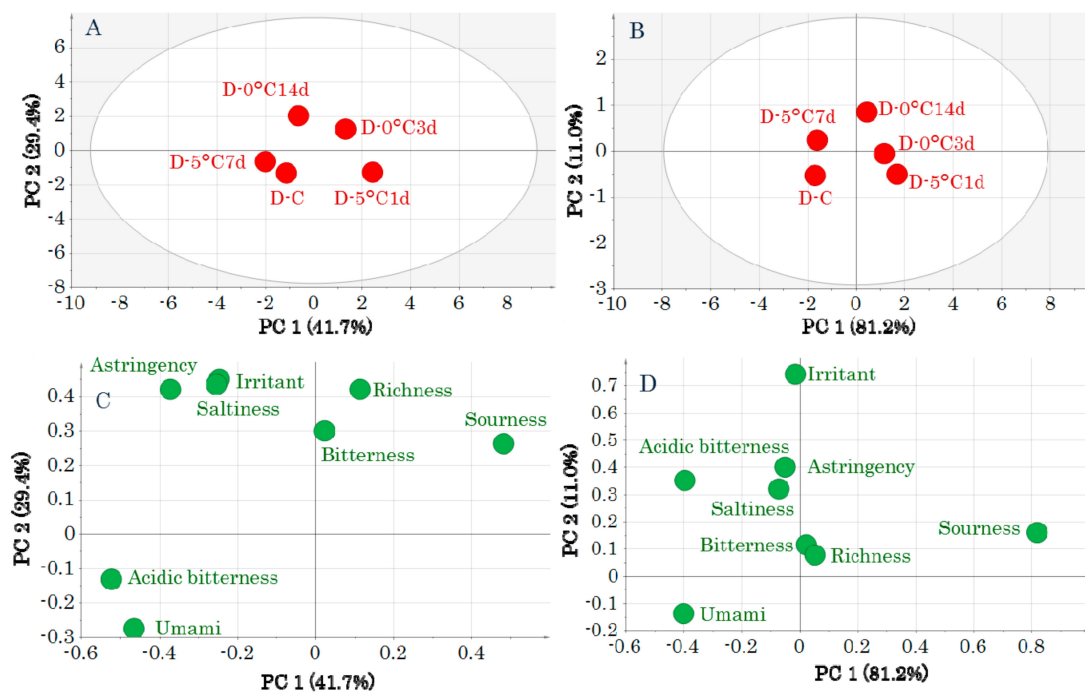 A
8
6
4
2
0
-2
-4
-6
-8
D-0°C14d
D-0°C3d
D-5°C7d
D-C
D-5°C1d
-10 -8 -6 -4 -2 0 2 4 6 8
PC 1 (41.7%)
PC 2 (29.4%)
B
2
1
0
-1
-2
-3
D-5°C7d
D-0°C14d
D-0°C3d
D-C
D-5°C1d
-10 -8 -6 -4 -2 0 2 4 6 8
PC 1 (81.2%)
PC 2 (11.0%)
C
0.4
0.3
0.2
0.1
0
-0.1
-0.2
-0.3
Astringency
Irritant
Richness
Saltiness
Sourness
Bitterness
Acidic bitterness
Umami
-0.6 -0.4 -0.2 0 0.2 0.4
PC 1 (41.7%)
PC 2 (29.4%)
D
0.7
0.6
0.5
0.4
0.3
0.2
0.1
0
-0.1
-0.2
Irritant
Acidic bitterness
Astringency
Saltiness
Sourness
Bitterness
Richness
Umami
-0.6 -0.4 -0.2 0 0.2 0.4 0.6 0.8
PC 1 (81.2%)
PC 2 (11.0%)